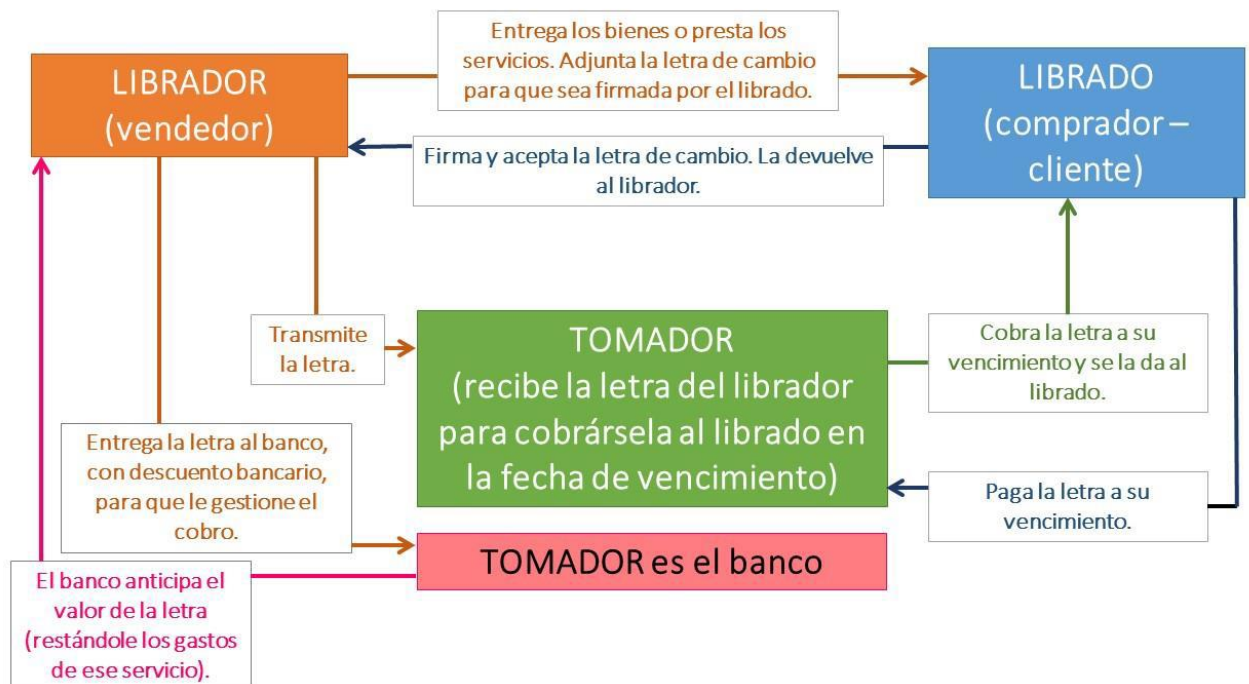 Entrega los bienes o presta los
servicios. Adjunta la letra de cambio
para que sea firmada por el librado.
LIBRADOR
(vendedor)
LIBRADO
(comprador –
cliente)
Firma y acepta la letra de cambio. La devuelve
al librador.
Transmite
la letra.
TOMADOR
(recibe la letra del librador
para cobrársela al librado en
la fecha de vencimiento)
Cobra la letra a su
vencimiento y se la da al
librado.
Entrega la letra al banco,
con descuento bancario,
para que le gestione el
cobro.
Paga la letra a su
vencimiento.
TOMADOR es el banco
El banco anticipa el
valor de la letra
(restándole los gastos
de ese servicio).